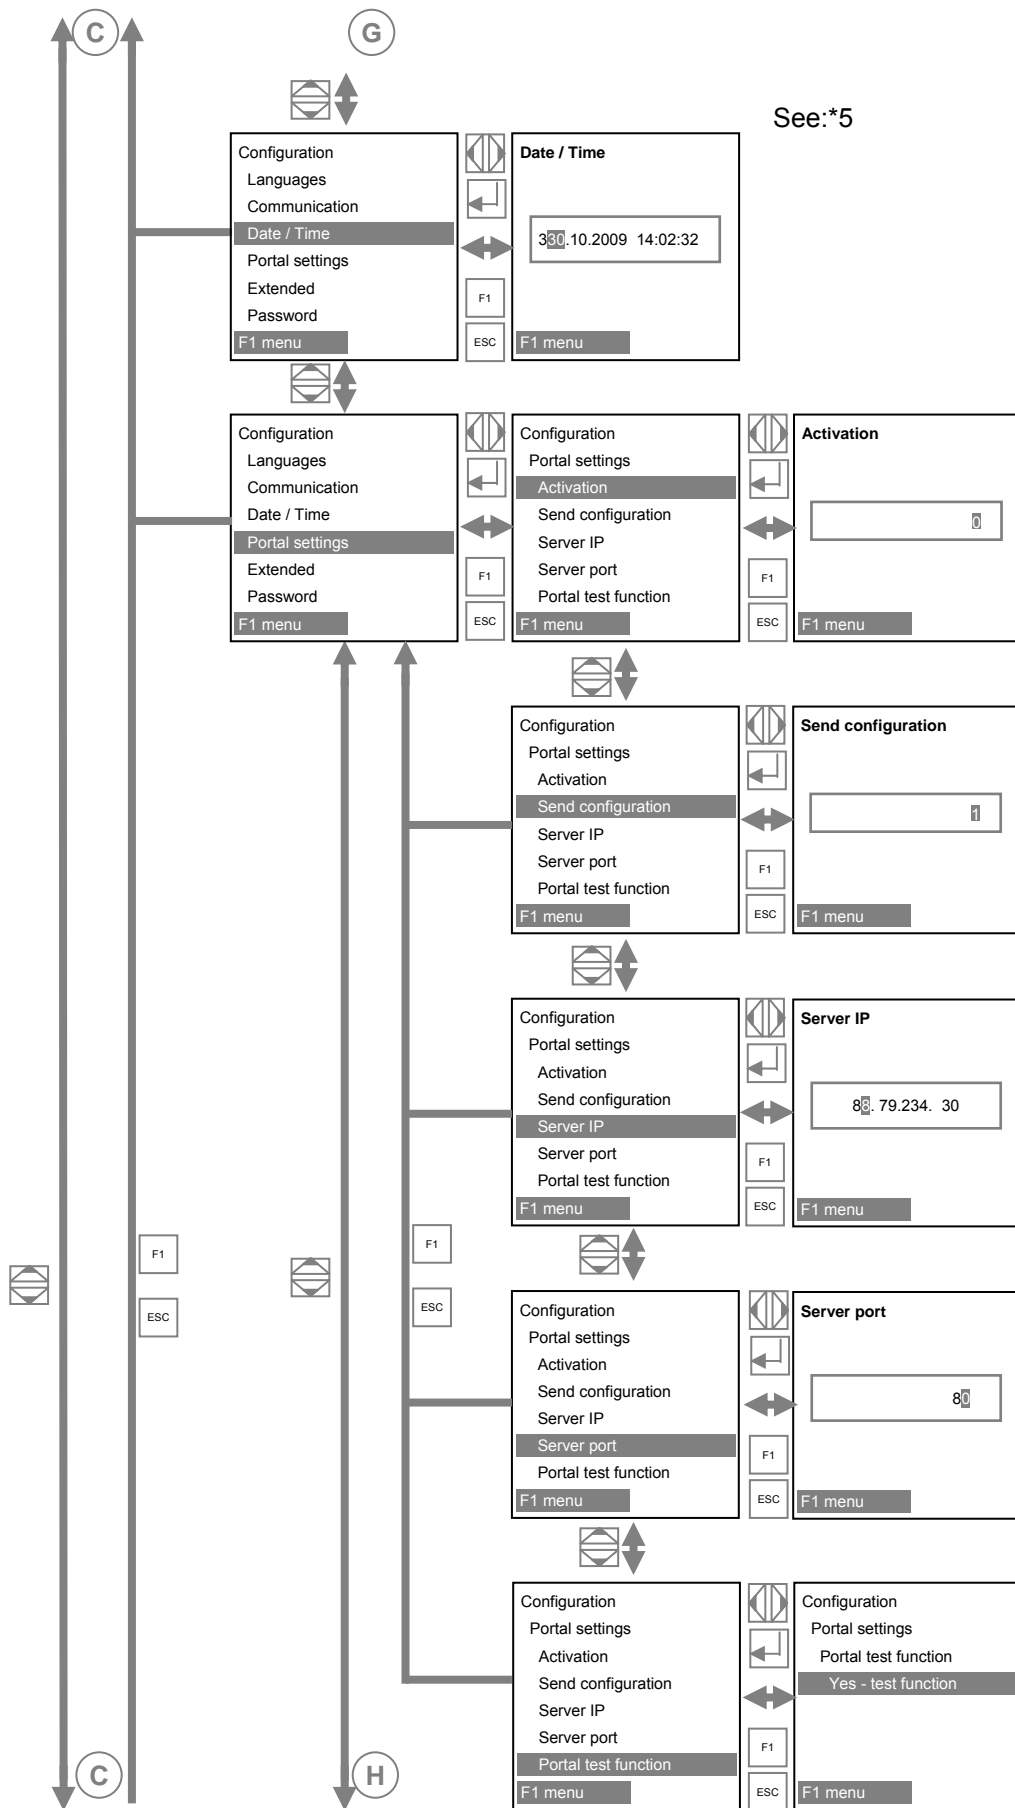 C
G
See:*5
Configuration
Languages
Communication
Date / Time
Portal settings
Extended
Password
F1 menu
F1
ESC
Date / Time
330.10.2009 14:02:32
F1 menu
Configuration
Languages
Communication
Date / Time
Portal settings
Extended
Password
F1 menu
F1
ESC
Configuration
Portal settings
Activation
Send configuration
Server IP
Server port
Portal test function
F1 menu
F1
ESC
Activation
0
F1 menu
Configuration
Portal settings
Activation
Send configuration
Server IP
Server port
Portal test function
F1 menu
F1
ESC
Send configuration
1
F1 menu
Configuration
Portal settings
Activation
Send configuration
Server IP
Server port
Portal test function
F1 menu
F1
ESC
Server IP
88. 79.234. 30
F1 menu
F1
ESC
F1
ESC
Configuration
Portal settings
Activation
Send configuration
Server IP
Server port
Portal test function
F1 menu
F1
ESC
Server port
80
F1 menu
Configuration
Portal settings
Activation
Send configuration
Server IP
Server port
Portal test function
F1 menu
F1
ESC
Configuration
Portal settings
Portal test function
Yes - test function
F1 menu
C
H